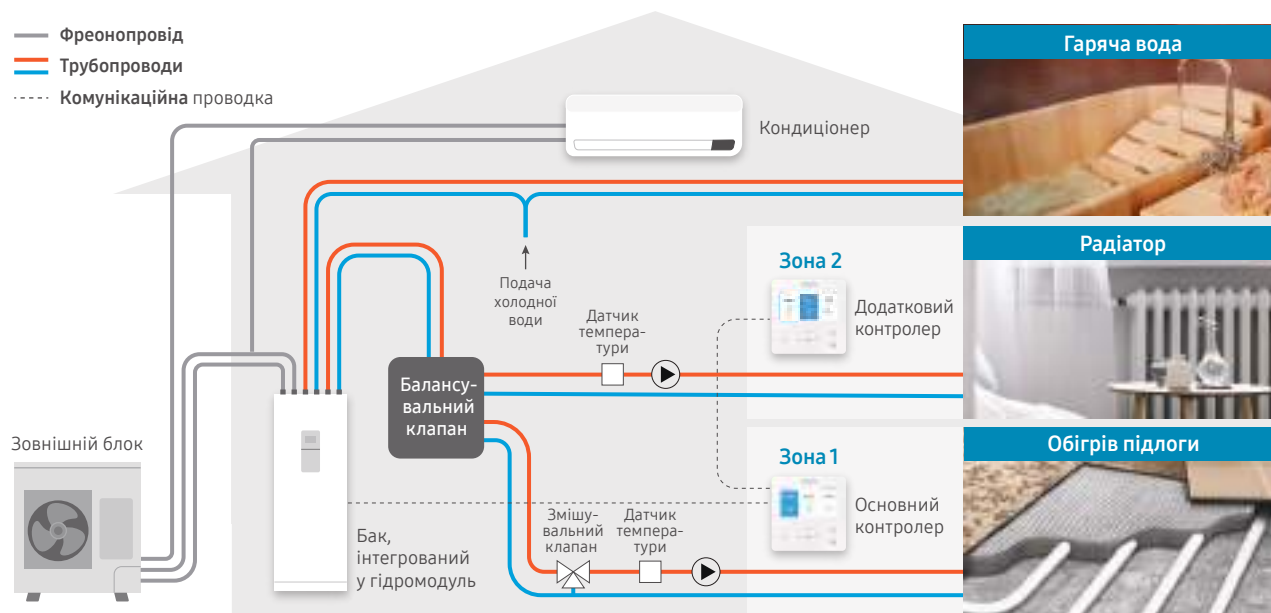 Фреонопровід
Трубопроводи
Комунікаційна проводка
Гаряча вода
Кондиціонер
Подача
холодної
води
Радіатор
Зона 2
Додатковий
контролер
Датчик
темпера-
тури
Балансу-
вальний
клапан
Зовнішній блок
Обігрів підлоги
Зона 1
Основний
контролер
Змішу-
вальний
клапан
Датчик
темпера-
тури
Бак,
інтегрований
у гідромодуль